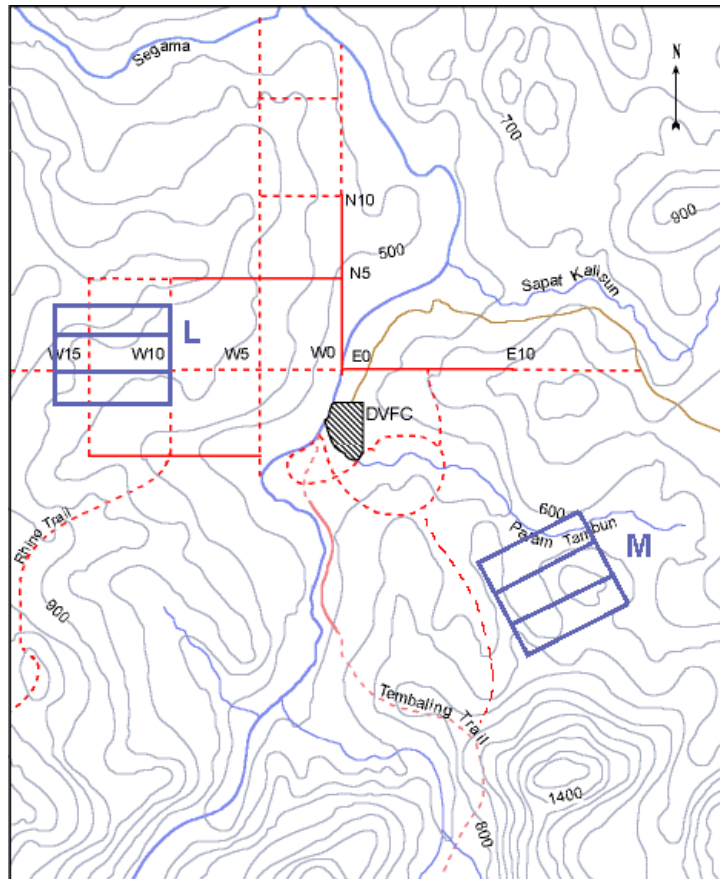 Segama
N
700
N10
900
500
N5
Sapat Kalisun
L
W15
W10
W5
W0
E0
E10
DVFC
600
Param Tambun
M
Rhino Trail
900
Tembaling Trail
1400
800